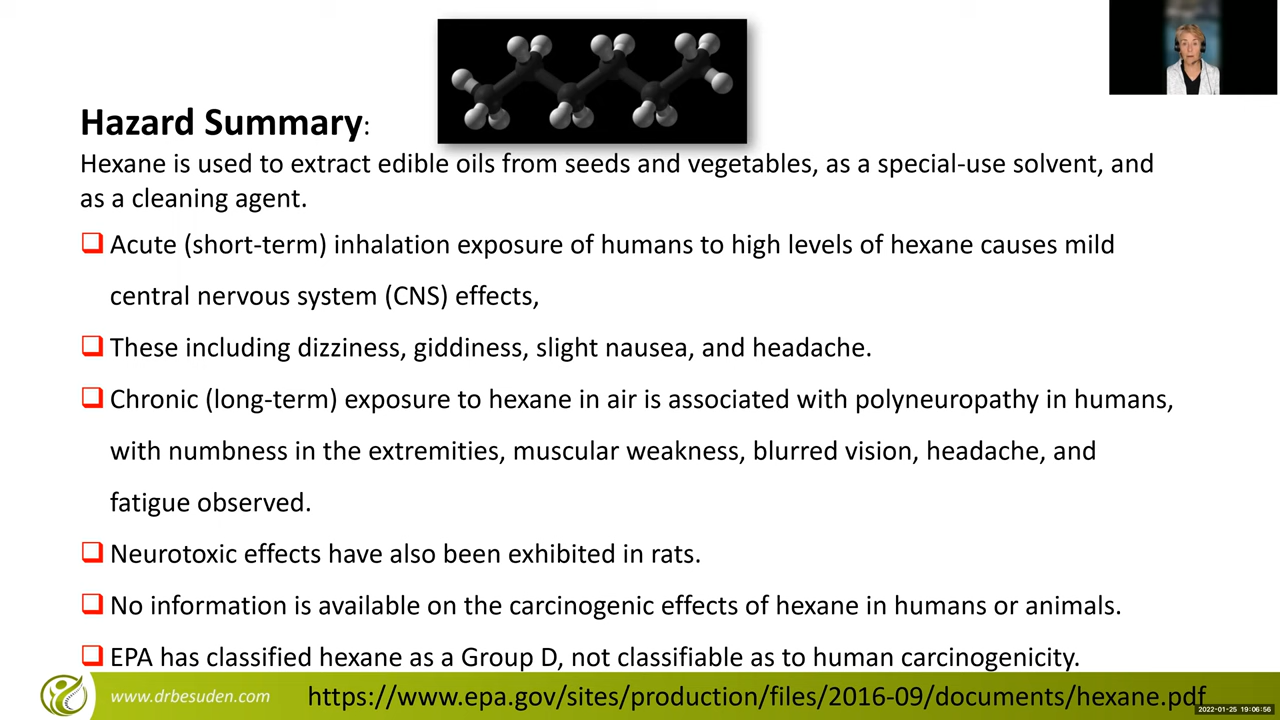 Hazard Summary:
Hexane is used to extract edible oils from seeds and vegetables, as a special-use solvent, and
as a cleaning agent.
Acute (short-term) inhalation exposure of humans to high levels of hexane causes mild
central nervous system (CNS) effects,
These including dizziness, giddiness, slight nausea, and headache.
Chronic (long-term) exposure to hexane in air is associated with polyneuropathy in humans,
with numbness in the extremities, muscular weakness, blurred vision, headache, and
fatigue observed.
Neurotoxic effects have also been exhibited in rats.
No information is available on the carcinogenic effects of hexane in humans or animals.
EPA has classified hexane as a Group D, not classifiable as to human carcinogenicity.
www.drbesuden.com
https://www.epa.gov/sites/production/files/2016-09/documents/hexane.pdf
2022-01-25 19:06:56